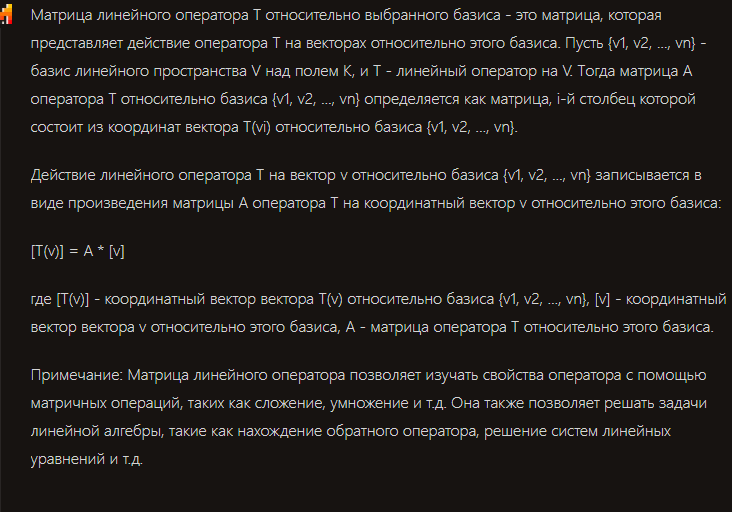 Матрица линейного оператора T относительно выбранного базиса - это матрица, которая
представляет действие оператора T на векторах относительно этого базиса. Пусть {v1, v2, ..., vn} -
базис линейного пространства V над полем K, и T - линейный оператор на V. Тогда матрица A
оператора T относительно базиса {v1, v2, ..., vn} определяется как матрица, i-й столбец которой
состоит из координат вектора T(vi) относительно базиса {v1, v2, ..., vn}.
Действие линейного оператора T на вектор v относительно базиса {v1, v2, ..., vn} записывается в
виде произведения матрицы A оператора T на координатный вектор v относительно этого базиса:
[T(v)] = A * [v]
где [T(v)] - координатный вектор вектора T(v) относительно базиса {v1, v2, ..., vn}, [v] - координатный
вектор вектора v относительно этого базиса, A - матрица оператора T относительно этого базиса.
Примечание: Матрица линейного оператора позволяет изучать свойства оператора с помощью
матричных операций, таких как сложение, умножение и т.д. Она также позволяет решать задачи
линейной алгебры, такие как нахождение обратного оператора, решение систем линейных
уравнений и т.д.